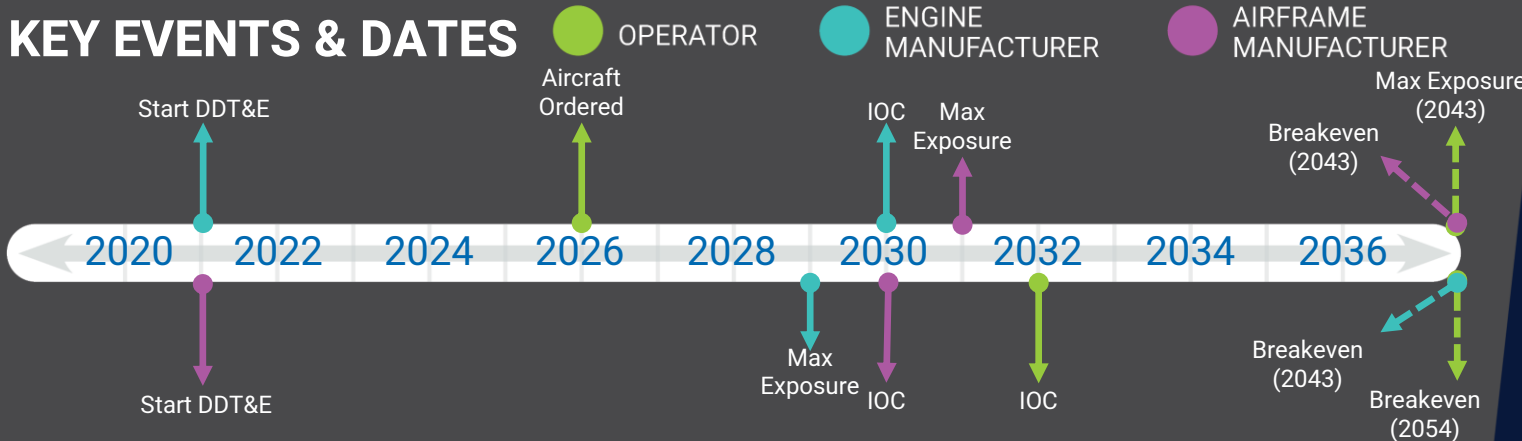 KEY EVENTS & DATES
OPERATOR
ENGINE
MANUFACTURER
AIRFRAME
MANUFACTURER
Start DDT&E
Aircraft
Ordered
IOC
Max
Exposure
Breakeven
(2043)
Max Exposure
(2043)
2020
2022
2024
2026
2028
2030
2032
2034
2036
Start DDT&E
Max
Exposure
IOC
IOC
Breakeven
(2043)
Breakeven
(2054)